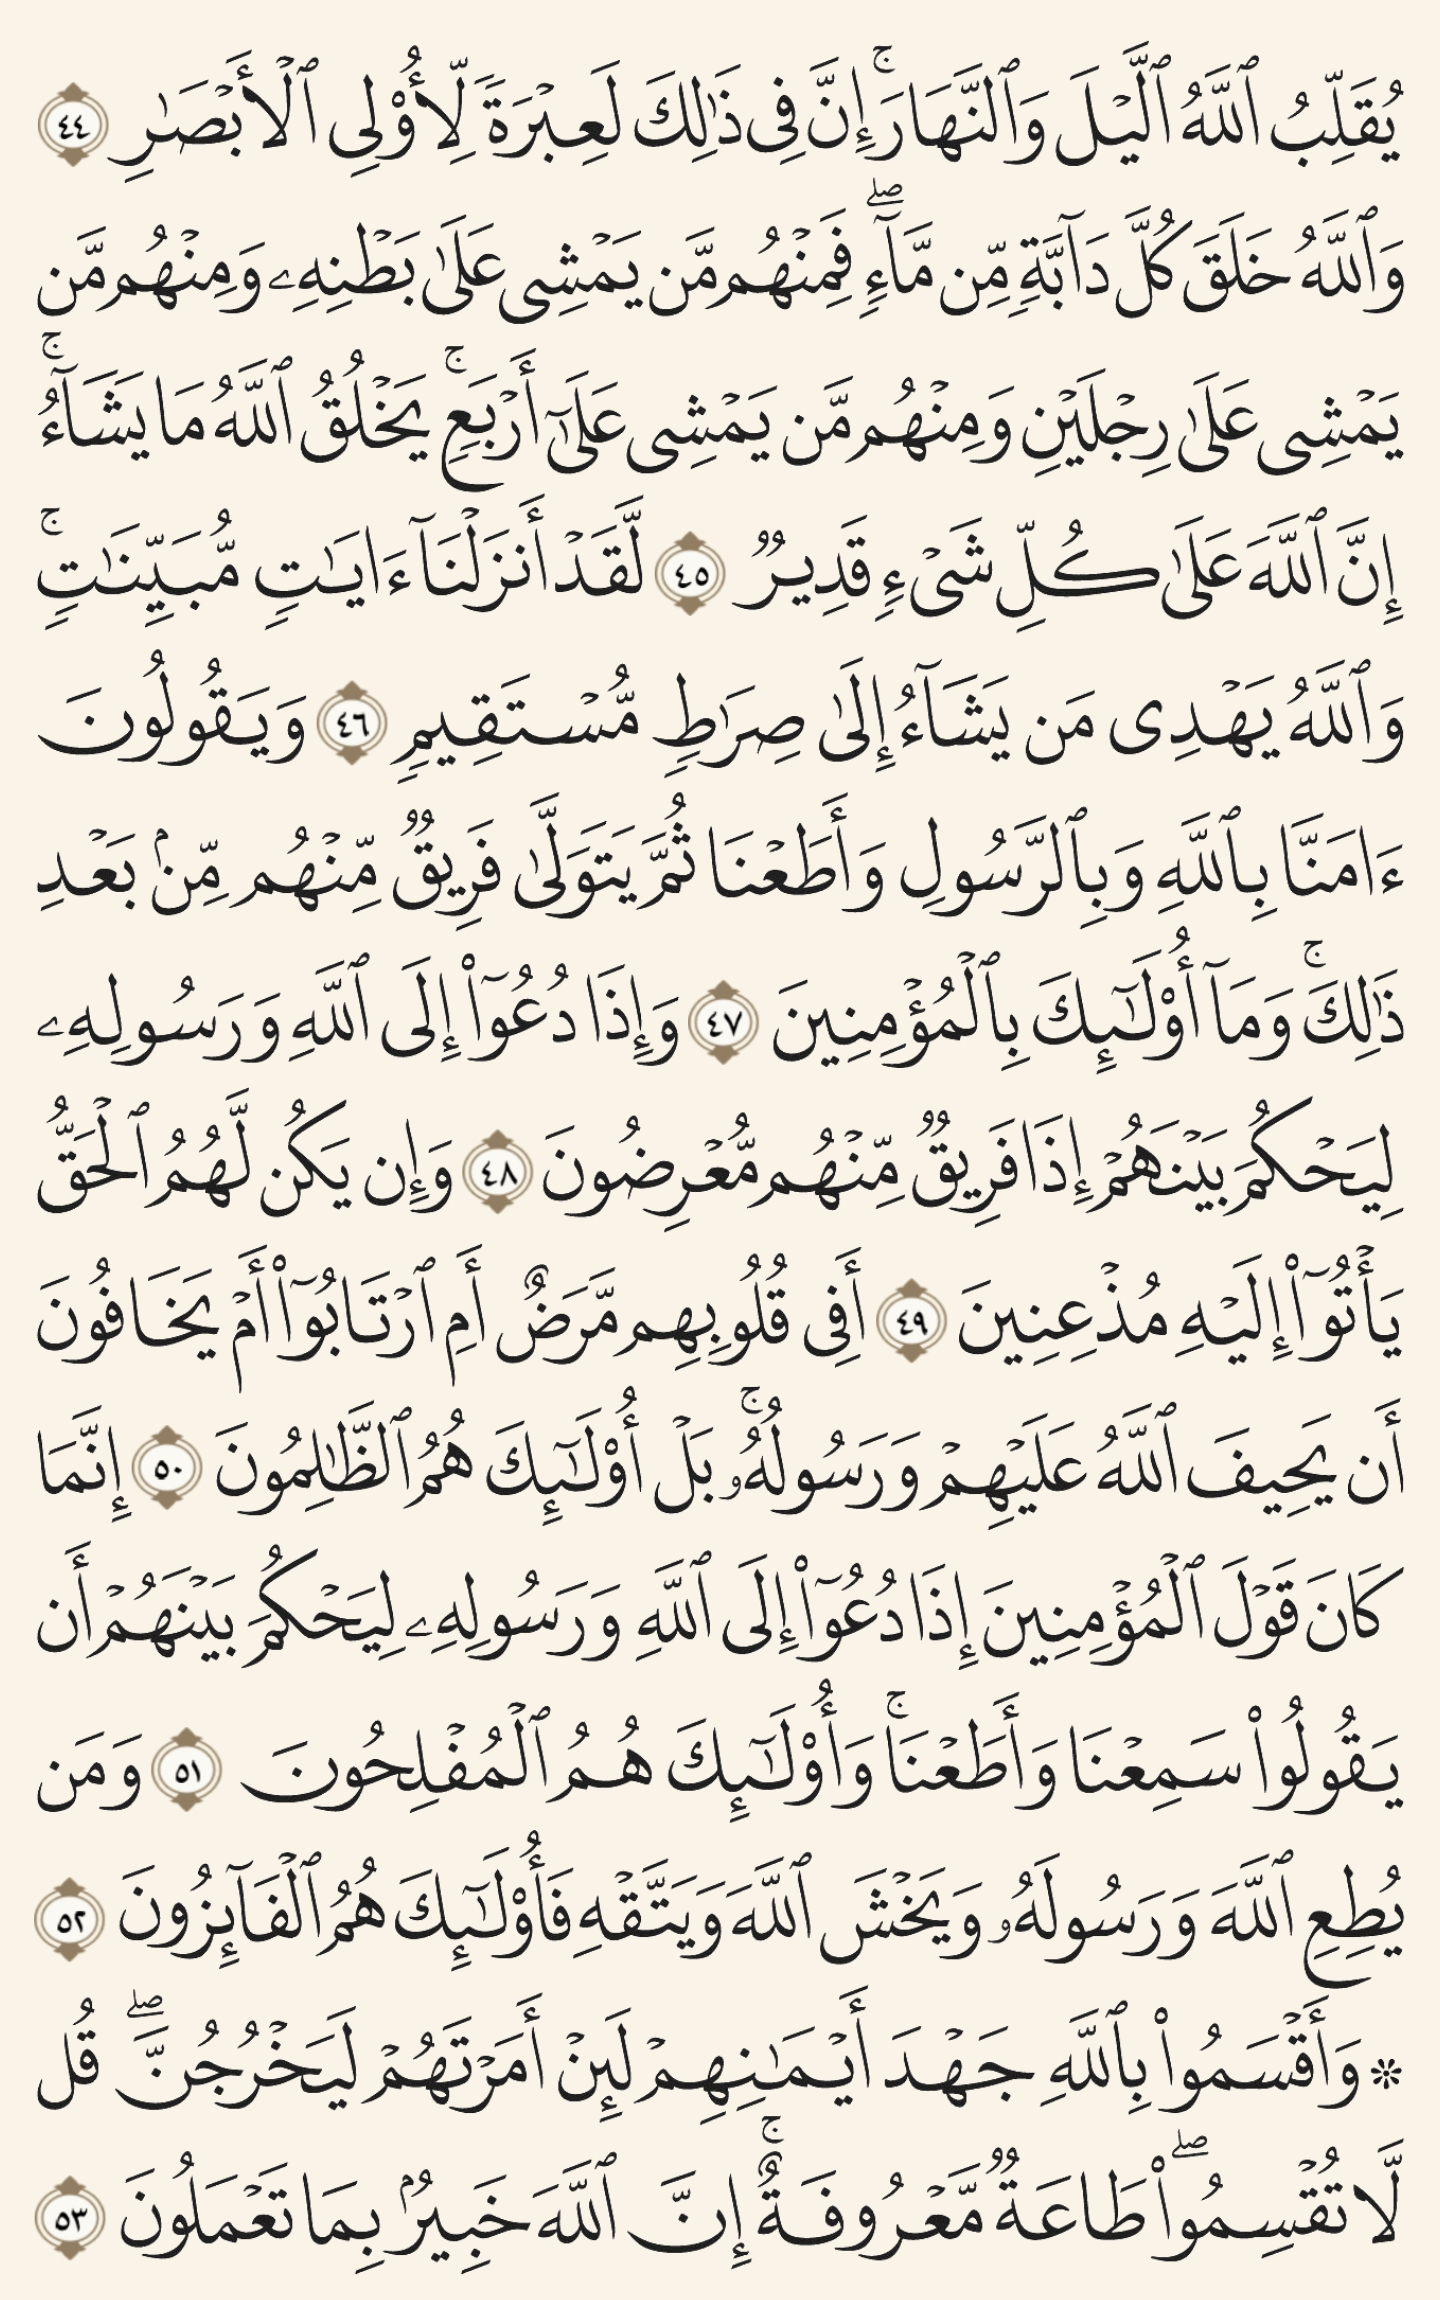 يُقَلِّبُ ٱللَّهُ ٱلَّيۡلَ وَٱلنَّهَارَۚ إِنَّ فِي ذَٰلِكَ لَعِبۡرَةٗ لِّأُوْلِي ٱلۡأَبۡصَٰرِ ٤٤
وَٱللَّهُ خَلَقَ كُلَّ دَآبَّةٖ مِّن مَّآءٖۖ فَمِنۡهُم مَّن يَمۡشِي عَلَىٰ بَطۡنِهِۦ وَمِنۡهُم مَّن
يَمۡشِي عَلَىٰ رِجۡلَيۡنِ وَمِنۡهُم مَّن يَمۡشِي عَلَىٰٓ أَرۡبَعٖۚ يَخۡلُقُ ٱللَّهُ مَا يَشَآءُۚ
إِنَّ ٱللَّهَ عَلَىٰ كُلِّ شَيۡءٖ قَدِيرٞ ٤٥ لَّقَدۡ أَنزَلۡنَآ ءَايَٰتٖ مُّبَيِّنَٰتٖۚ
وَٱللَّهُ يَهۡدِي مَن يَشَآءُ إِلَىٰ صِرَٰطٖ مُّسۡتَقِيمٖ ٤٦ وَيَقُولُونَ
ءَامَنَّا بِٱللَّهِ وَبِٱلرَّسُولِ وَأَطَعۡنَا ثُمَّ يَتَوَلَّىٰ فَرِيقٞ مِّنۡهُم مِّنۢ بَعۡدِ
ذَٰلِكَۚ وَمَآ أُوْلَٰٓئِكَ بِٱلۡمُؤۡمِنِينَ ٤٧ وَإِذَا دُعُوٓاْ إِلَى ٱللَّهِ وَرَسُولِهِۦ
لِيَحۡكُمَ بَيۡنَهُمۡ إِذَا فَرِيقٞ مِّنۡهُم مُّعۡرِضُونَ ٤٨ وَإِن يَكُن لَّهُمُ ٱلۡحَقُّ
يَأۡتُوٓاْ إِلَيۡهِ مُذۡعِنِينَ ٤٩ أَفِي قُلُوبِهِم مَّرَضٌ أَمِ ٱرۡتَابُوٓاْ أَمۡ يَخَافُونَ
أَن يَحِيفَ ٱللَّهُ عَلَيۡهِمۡ وَرَسُولُهُۥۚ بَلۡ أُوْلَٰٓئِكَ هُمُ ٱلظَّٰلِمُونَ ٥٠ إِنَّمَا
كَانَ قَوۡلَ ٱلۡمُؤۡمِنِينَ إِذَا دُعُوٓاْ إِلَى ٱللَّهِ وَرَسُولِهِۦ لِيَحۡكُمَ بَيۡنَهُمۡ أَن
يَقُولُواْ سَمِعۡنَا وَأَطَعۡنَاۚ وَأُوْلَٰٓئِكَ هُمُ ٱلۡمُفۡلِحُونَ ٥١ وَمَن
يُطِعِ ٱللَّهَ وَرَسُولَهُۥ وَيَخۡشَ ٱللَّهَ وَيَتَّقۡهِ فَأُوْلَٰٓئِكَ هُمُ ٱلۡفَآئِزُونَ ٥٢
۞ وَأَقۡسَمُواْ بِٱللَّهِ جَهۡدَ أَيۡمَٰنِهِمۡ لَئِنۡ أَمَرۡتَهُمۡ لَيَخۡرُجُنَّۖ قُل
لَّا تُقۡسِمُواْۖ طَاعَةٞ مَّعۡرُوفَةٌۚ إِنَّ ٱللَّهَ خَبِيرُۢ بِمَا تَعۡمَلُونَ ٥٣